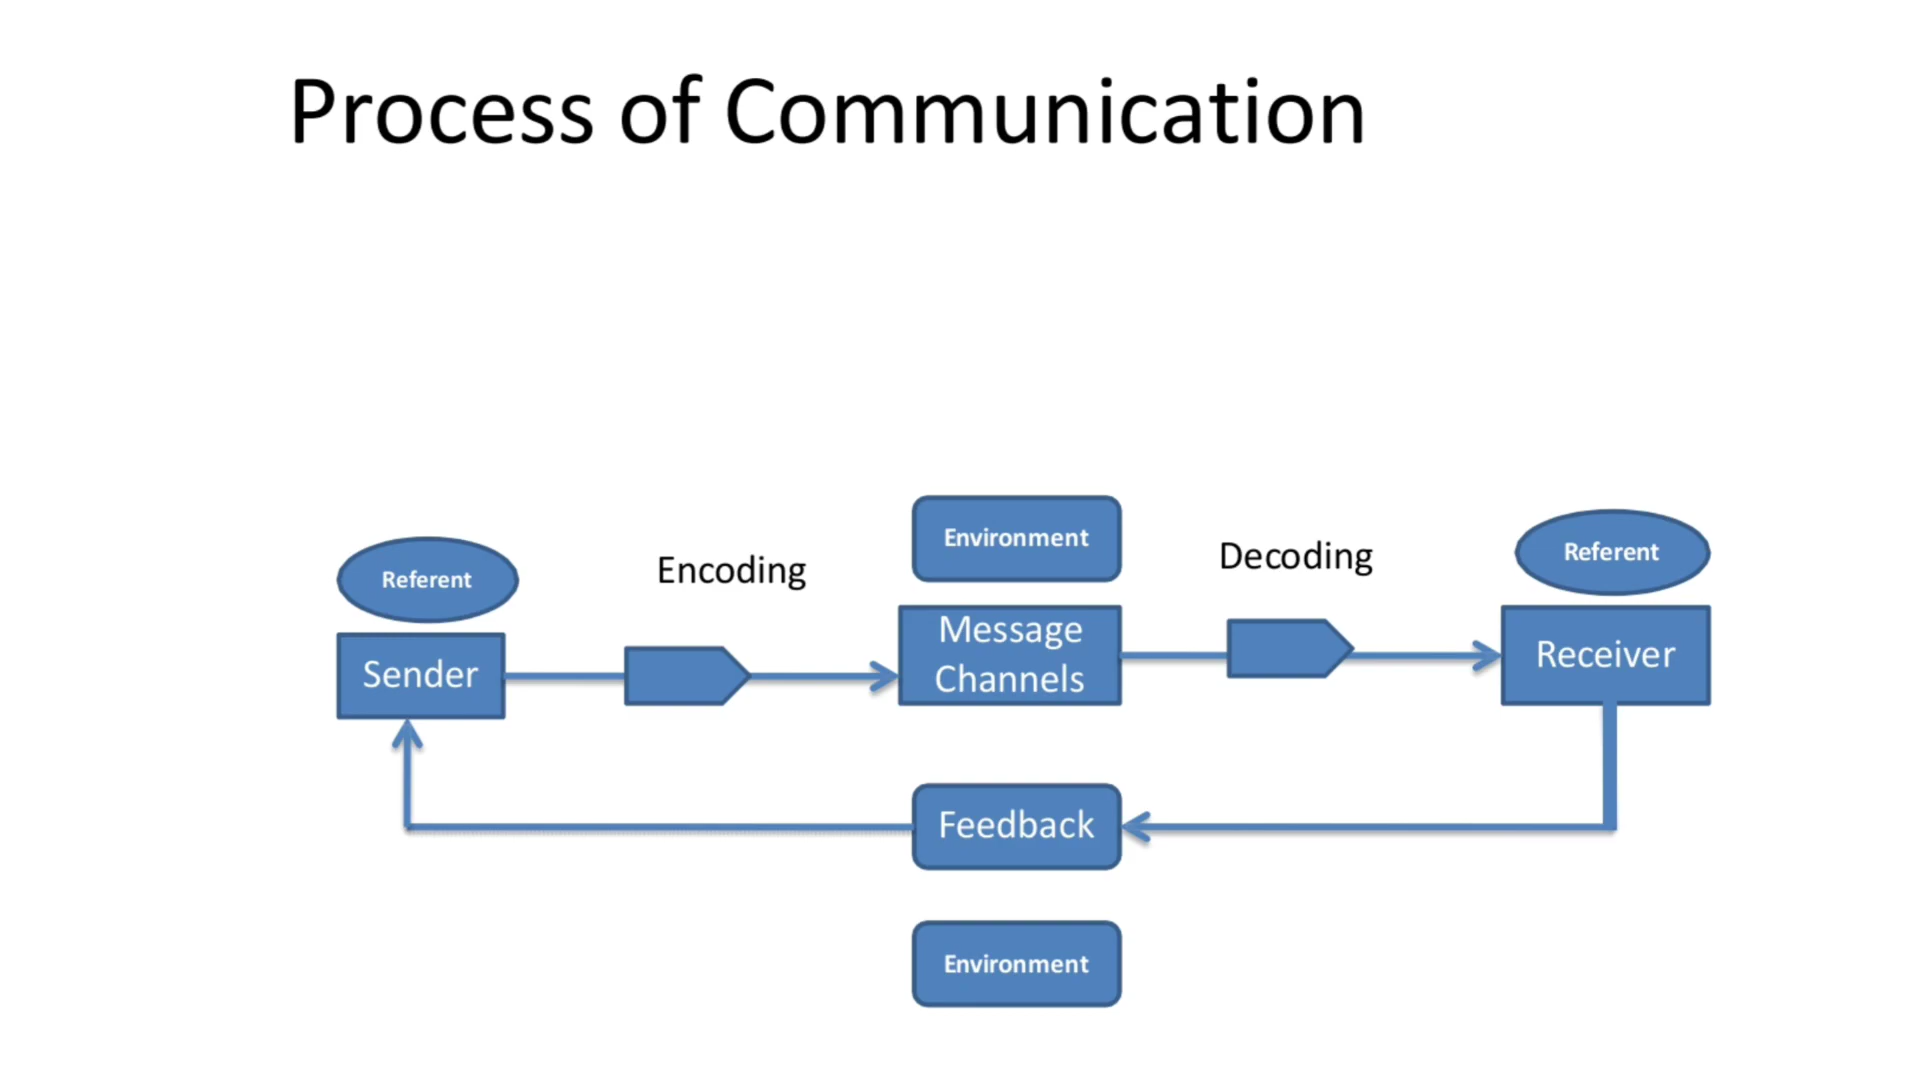 Process of Communication
Environment
Referent
Encoding
Decoding
Referent
Sender
Message
Channels
Receiver
Feedback
Environment